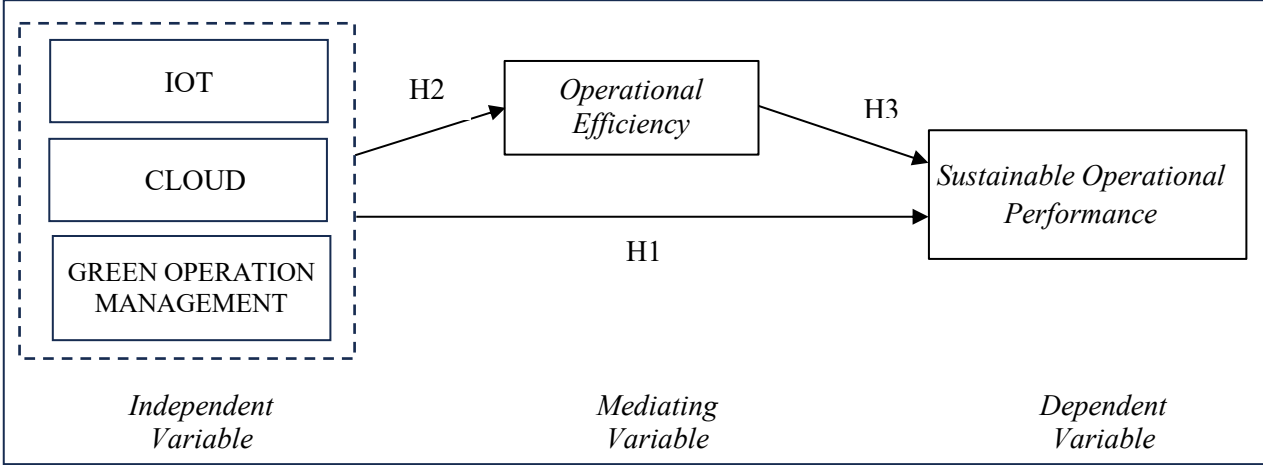 IOT
CLOUD
GREEN OPERATION
MANAGEMENT
H2
Operational
Efficiency
H3
Sustainable Operational
Performance
H1
Independent
Variable
Mediating
Variable
Dependent
Variable